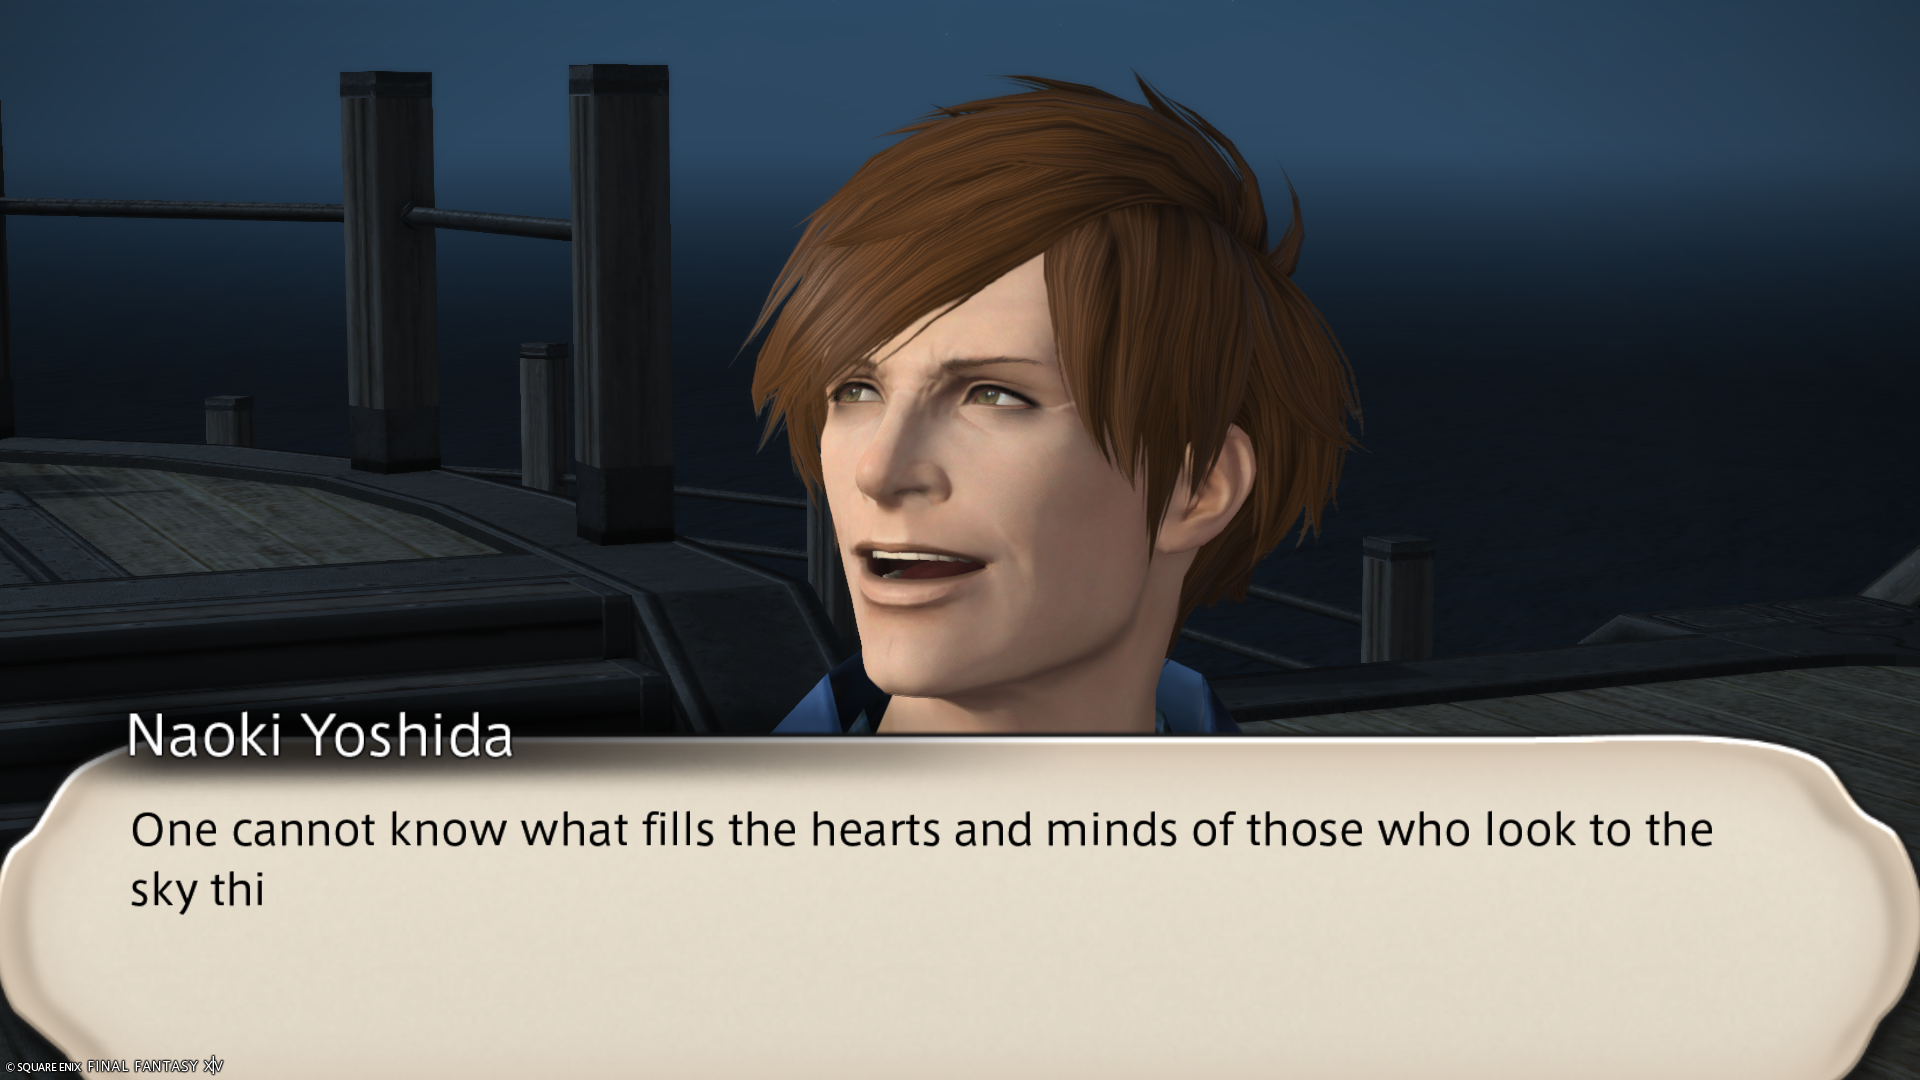 Naoki Yoshida
One cannot know what fills the hearts and minds of those who look to the
sky thi
© SQUARE ENIX FINAL FANTASY XIV